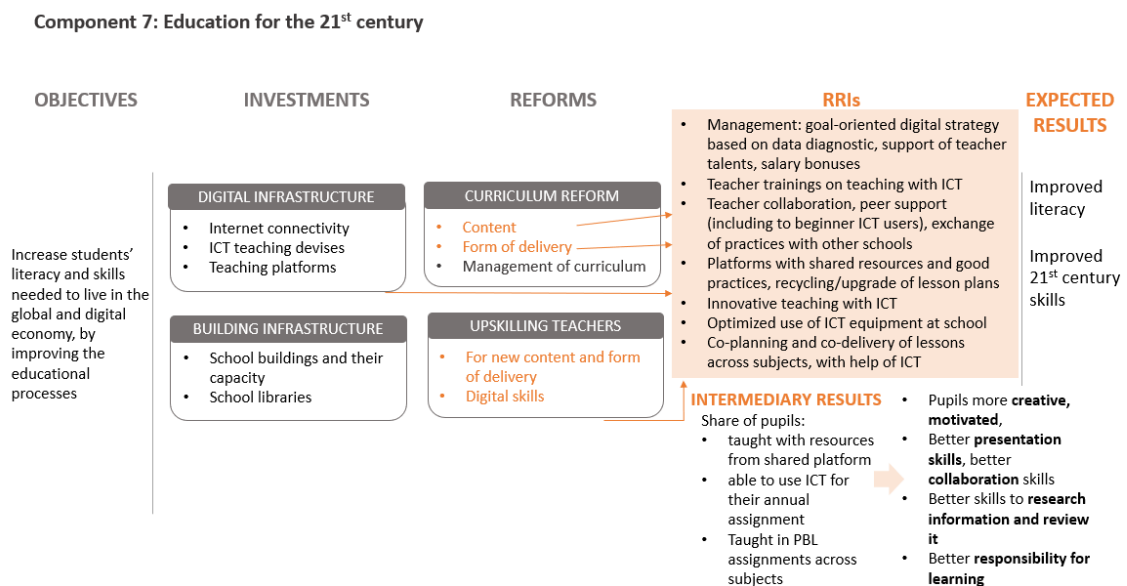 Component 7: Education for the 21st century
OBJECTIVES
INVESTMENTS
REFORMS
RRIs
EXPECTED
RESULTS
Increase students'
literacy and skills
needed to live in the
global and digital
economy, by
improving the
educational
processes
DIGITAL INFRASTRUCTURE
• Internet connectivity
• ICT teaching devises
• Teaching platforms
BUILDING INFRASTRUCTURE
• School buildings and their
capacity
• School libraries
CURRICULUM REFORM
• Content
• Form of delivery
• Management of curriculum
UPSKILLING TEACHERS
• For new content and form
of delivery
• Digital skills
• Management: goal-oriented digital strategy
based on data diagnostic, support of teacher
talents, salary bonuses
• Teacher trainings on teaching with ICT
• Teacher collaboration, peer support
(including to beginner ICT users), exchange
of practices with other schools
• Platforms with shared resources and good
practices, recycling/upgrade of lesson plans
• Innovative teaching with ICT
• Optimized use of ICT equipment at school
• Co-planning and co-delivery of lessons
across subjects, with help of ICT
Improved
literacy
Improved
21st century
skills
INTERMEDIARY RESULTS
Share of pupils:
• taught with resources
from shared platform
• able to use ICT for
their annual
assignment
• Taught in PBL
assignments across
subjects
• Pupils more creative,
motivated,
• Better presentation
skills, better
collaboration skills
• Better skills to research
information and review
it
• Better responsibility for
learning